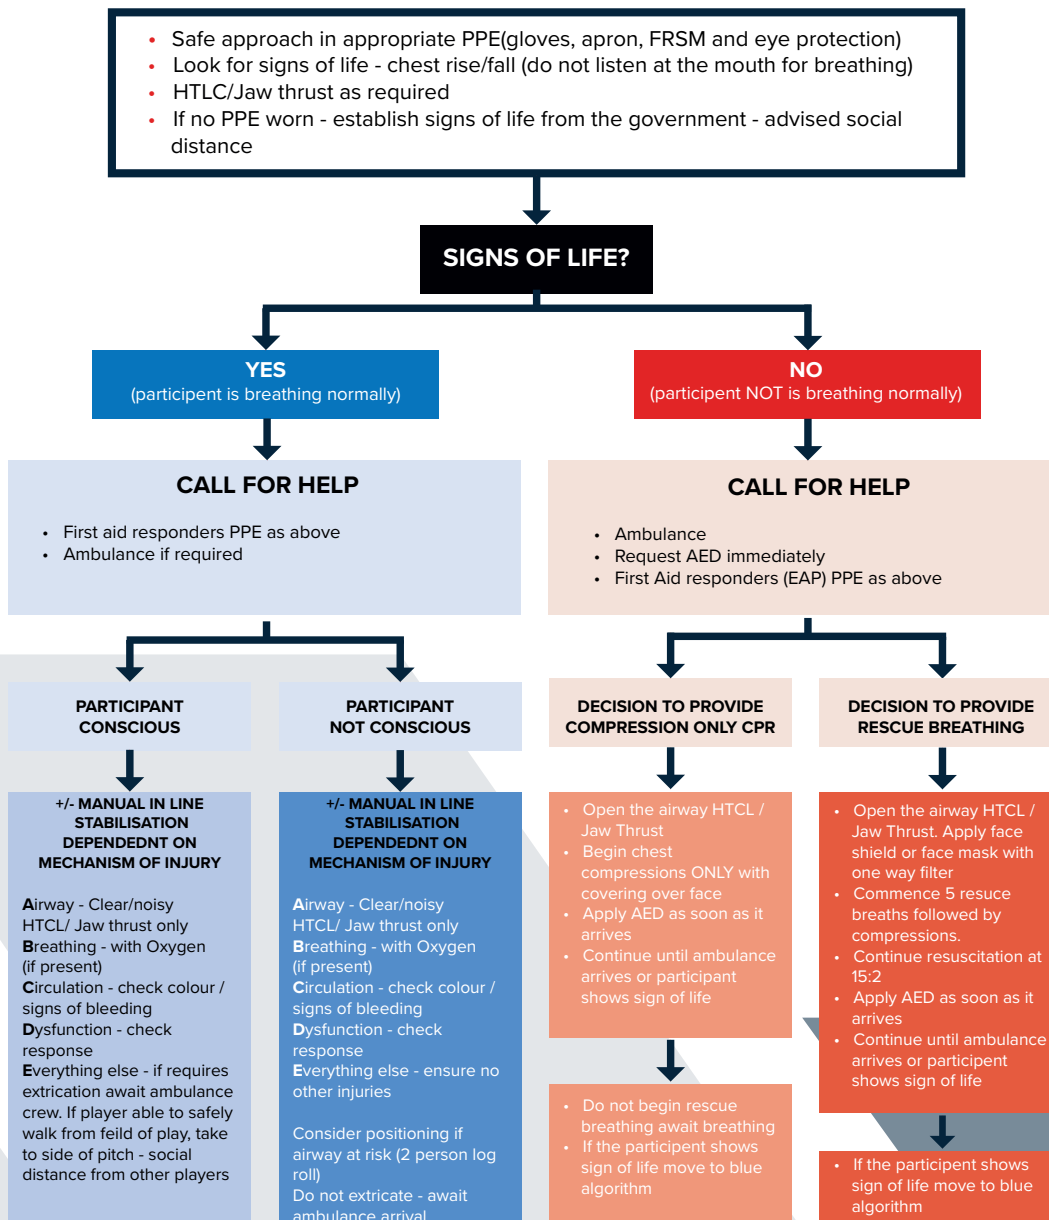 • Safe approach in appropriate PPE(gloves, apron, FRSM and eye protection)
• Look for signs of life - chest rise/fall (do not listen at the mouth for breathing)
• HTLC/Jaw thrust as required
• If no PPE worn - establish signs of life from the government - advised social
distance
SIGNS OF LIFE?
YES
(participent is breathing normally)
NO
(participent NOT is breathing normally)
CALL FOR HELP
• First aid responders PPE as above
• Ambulance if required
CALL FOR HELP
• Ambulance
• Request AED immediately
• First Aid responders (EAP) PPE as above
PARTICIPANT
CONSCIOUS
PARTICIPANT
NOT CONSCIOUS
DECISION TO PROVIDE
COMPRESSION ONLY CPR
DECISION TO PROVIDE
RESCUE BREATHING
+/- MANUAL IN LINE
STABILISATION
DEPENDEDNT ON
MECHANISM OF INJURY
Airway - Clear/noisy
HTCL/ Jaw thrust only
Breathing - with Oxygen
(if present)
Circulation - check colour /
signs of bleeding
Dysfunction - check
response
Everything else - if requires
extrication await ambulance
crew. If player able to safely
walk from feild of play, take
to side of pitch - social
distance from other players
+/- MANUAL IN LINE
STABILISATION
DEPENDEDNT ON
MECHANISM OF INJURY
Airway - Clear/noisy
HTCL/ Jaw thrust only
Breathing - with Oxygen
(if present)
Circulation - check colour /
signs of bleeding
Dysfunction - check
response
Everything else - ensure no
other injuries
Consider positioning if
airway at risk (2 person log
roll)
Do not extricate - await
ambulance arrival
• Open the airway HTCL /
Jaw Thrust
• Begin chest
compressions ONLY with
covering over face
• Apply AED as soon as it
arrives
• Continue until ambulance
arrives or participant
shows sign of life
• Do not begin rescue
breathing await breathing
• If the participant shows
sign of life move to blue
algorithm
• Open the airway HTCL /
Jaw Thrust. Apply face
shield or face mask with
one way filter
• Commence 5 resuce
breaths followed by
compressions.
• Continue resuscitation at
15:2
• Apply AED as soon as it
arrives
• Continue until ambulance
arrives or participent
shows sign of life
• If the participant shows
sign of life move to blue
algorithm